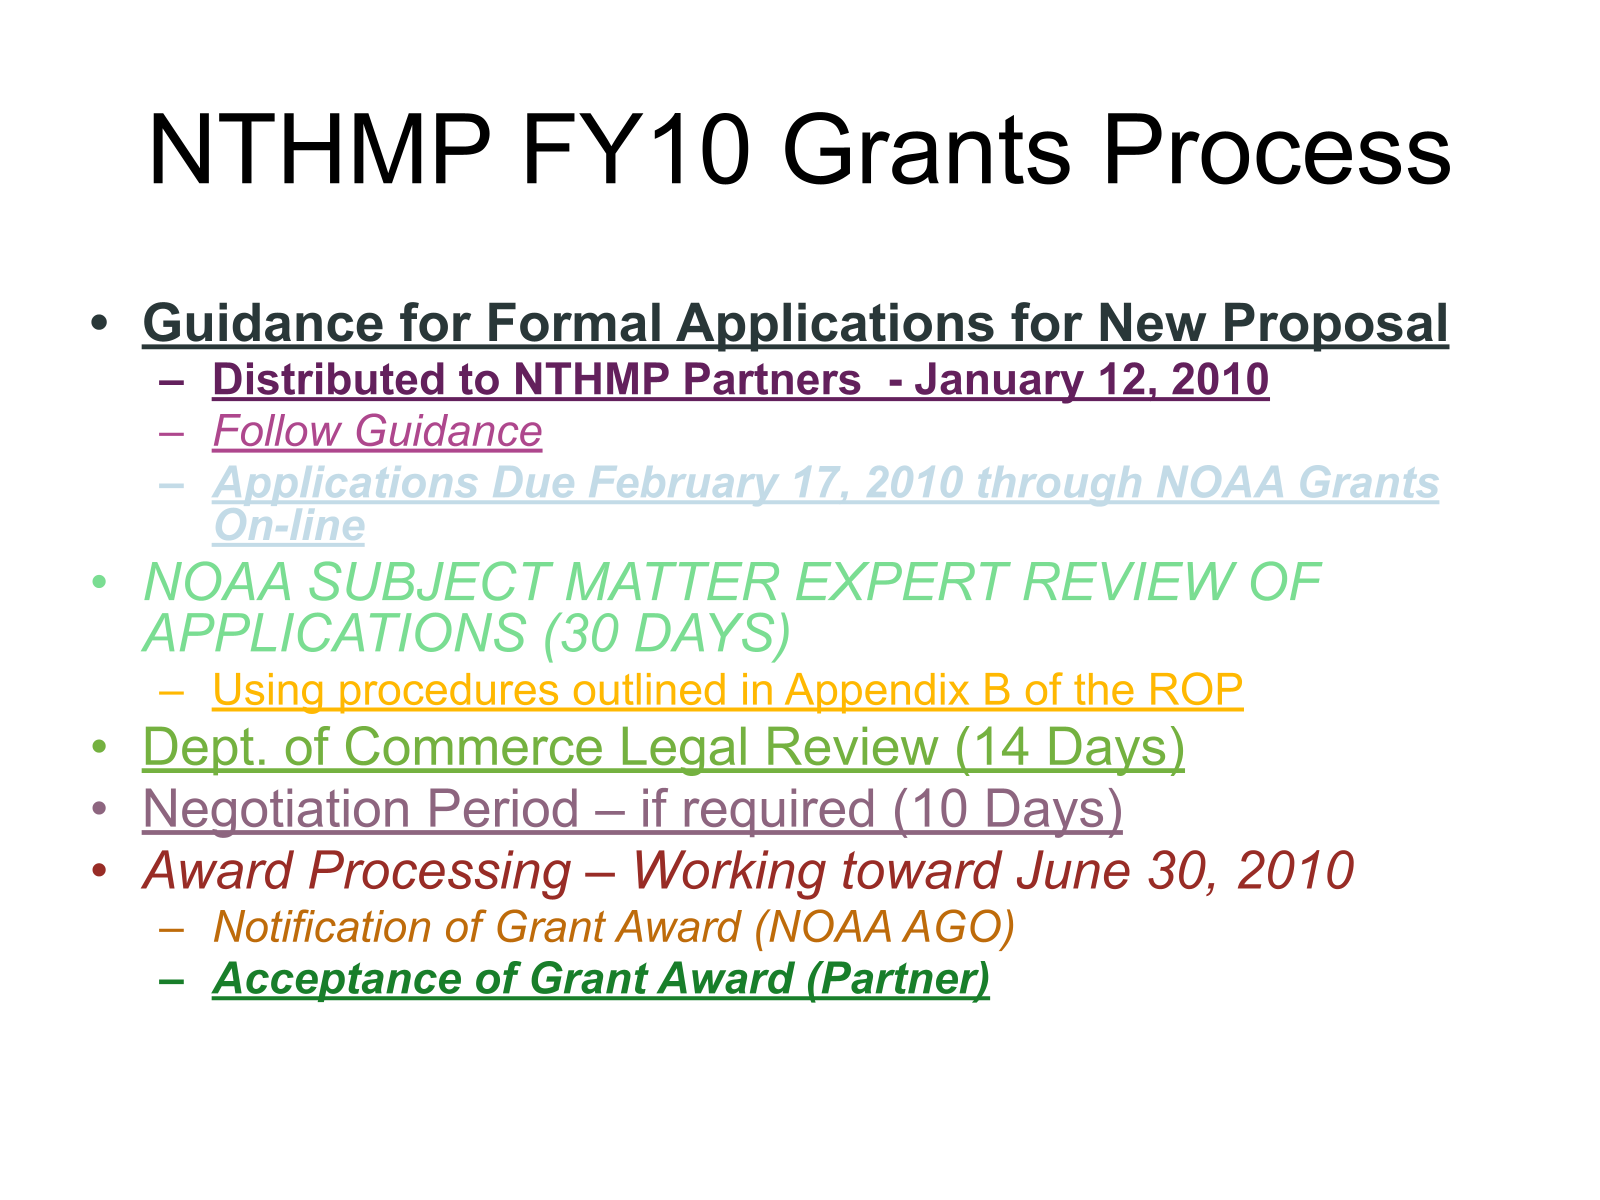 NTHMP FY10 Grants Process
• Guidance for Formal Applications for New Proposal
– Distributed to NTHMP Partners  - January 12, 2010
– Follow Guidance
– Applications Due February 17, 2010 through NOAA Grants
On-line
• NOAA SUBJECT MATTER EXPERT REVIEW OF
APPLICATIONS (30 DAYS)
– Using procedures outlined in Appendix B of the ROP
• Dept. of Commerce Legal Review (14 Days)
• Negotiation Period – if required (10 Days)
• Award Processing – Working toward June 30, 2010
– Notification of Grant Award (NOAA AGO)
– Acceptance of Grant Award (Partner)